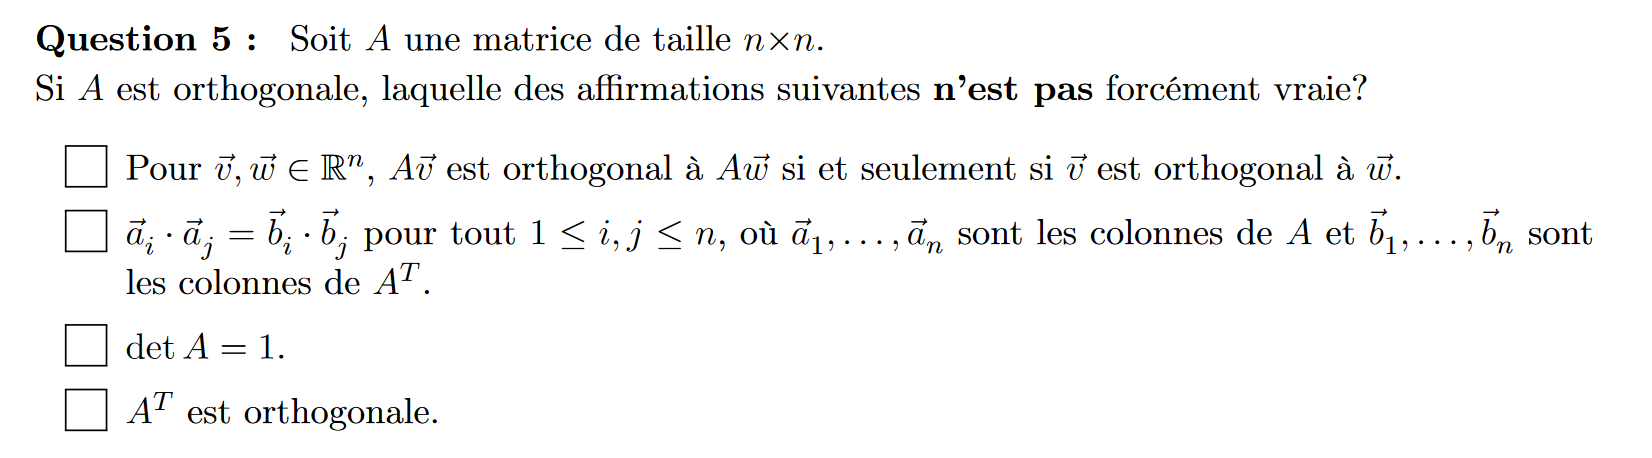 Question 5 : Soit A une matrice de taille n×n.
Si A est orthogonale, laquelle des affirmations suivantes n'est pas forcément vraie?
Pour $\vec{v}, \vec{w} \in \mathbb{R}^n$, $A\vec{v}$ est orthogonal à $A\vec{w}$ si et seulement si $\vec{v}$ est orthogonal à $\vec{w}$.
$\vec{a}_i \cdot \vec{a}_j = \vec{b}_i \cdot \vec{b}_j$ pour tout $1 \leq i, j \leq n$, où $\vec{a}_1, \ldots, \vec{a}_n$ sont les colonnes de $A$ et $\vec{b}_1, \ldots, \vec{b}_n$ sont
les colonnes de $A^T$.
det A = 1.
$A^T$ est orthogonale.